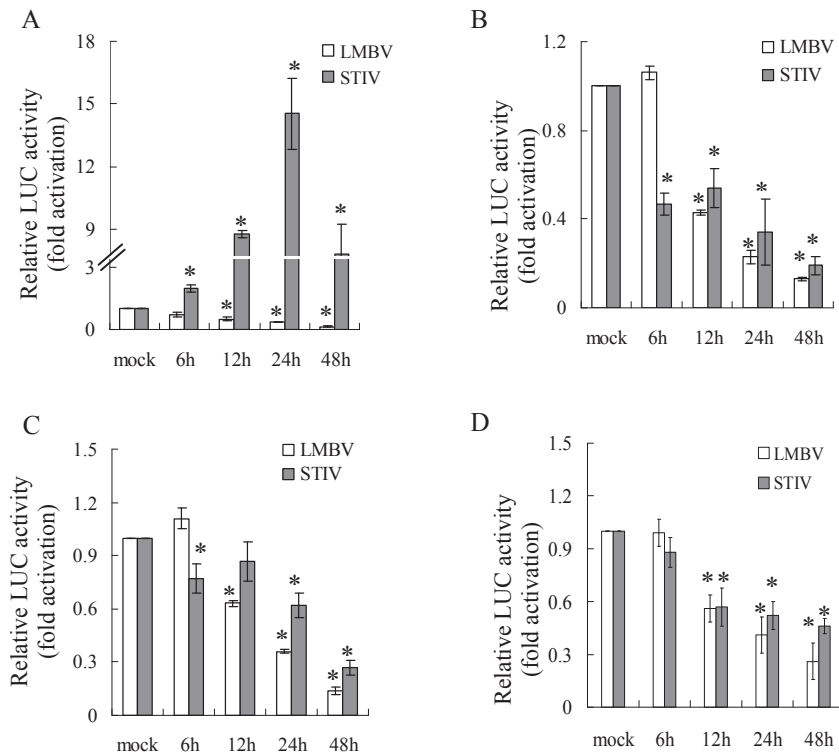 A
Relative LUC activity
(fold activation)
18
15
12
9
3
0
LMBV
STIV
* * * * * * *
mock 6h 12h 24h 48h
B
Relative LUC activity
(fold activation)
1.2
0.8
0.4
0
LMBV
STIV
* * * * * * *
mock 6h 12h 24h 48h
C
Relative LUC activity
(fold activation)
1.5
1.2
0.9
0.6
0.3
0
LMBV
STIV
* * * * * *
mock 6h 12h 24h 48h
D
Relative LUC activity
(fold activation)
1.5
1.2
0.9
0.6
0.3
0
LMBV
STIV
* * * * * *
mock 6h 12h 24h 48h